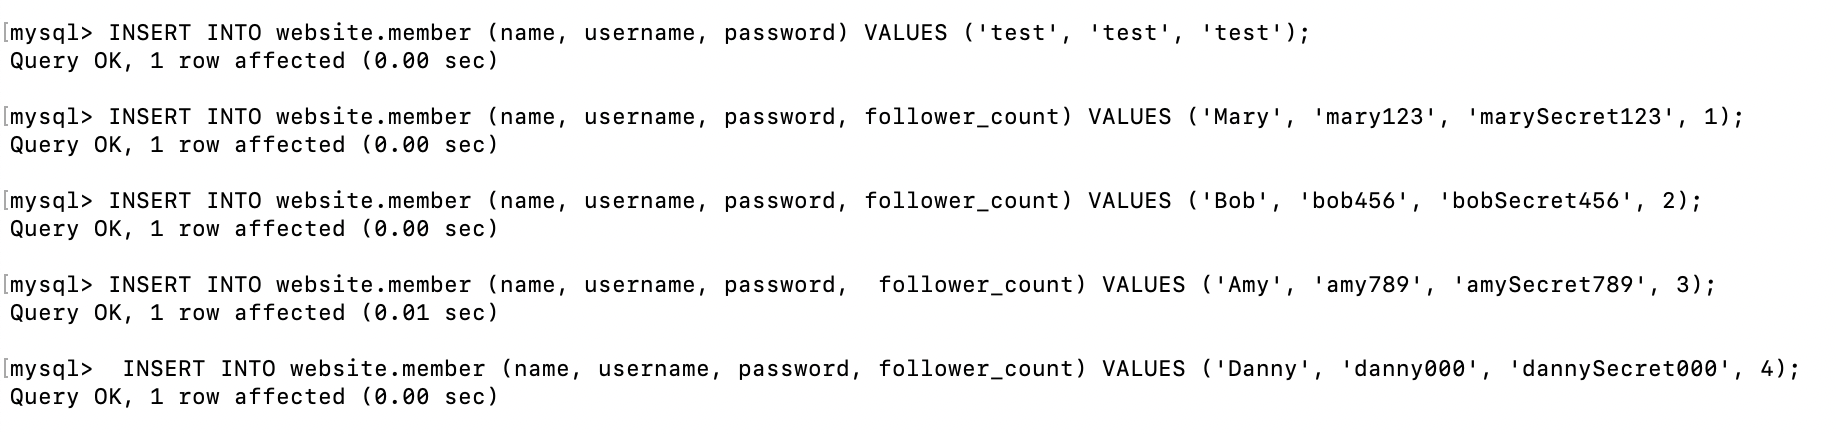 [mysql> INSERT INTO website.member (name, username, password) VALUES ('test', 'test', 'test');
Query OK, 1 row affected (0.00 sec)
[mysql> INSERT INTO website.member (name, username, password, follower_count) VALUES ('Mary', 'mary123', 'marySecret123', 1);
Query OK, 1 row affected (0.00 sec)
[mysql> INSERT INTO website.member (name, username, password, follower_count) VALUES ('Bob', 'bob456', 'bobSecret456', 2);
Query OK, 1 row affected (0.00 sec)
[mysql> INSERT INTO website.member (name, username, password,  follower_count) VALUES ('Amy', 'amy789', 'amySecret789', 3);
Query OK, 1 row affected (0.01 sec)
[mysql>  INSERT INTO website.member (name, username, password, follower_count) VALUES ('Danny', 'danny000', 'dannySecret000', 4);
Query OK, 1 row affected (0.00 sec)